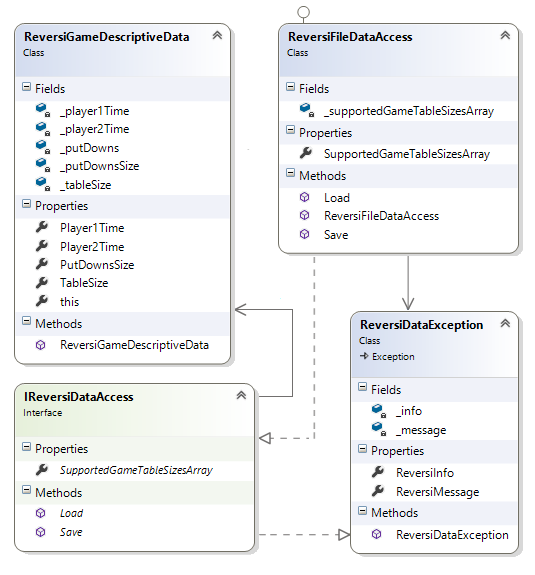 ReversiGameDescriptiveData
Class
Fields
_player1Time
_player2Time
_putDowns
_putDownsSize
_tableSize
Properties
Player1Time
Player2Time
PutDownsSize
TableSize
this
Methods
ReversiGameDescriptiveData
ReversiFileDataAccess
Class
Fields
_supportedGameTableSizesArray
Properties
SupportedGameTableSizesArray
Methods
Load
ReversiFileDataAccess
Save
IReversiDataAccess
Interface
Properties
SupportedGameTableSizesArray
Methods
Load
Save
ReversiDataException
Class
Exception
Fields
_info
_message
Properties
ReversiInfo
ReversiMessage
Methods
ReversiDataException